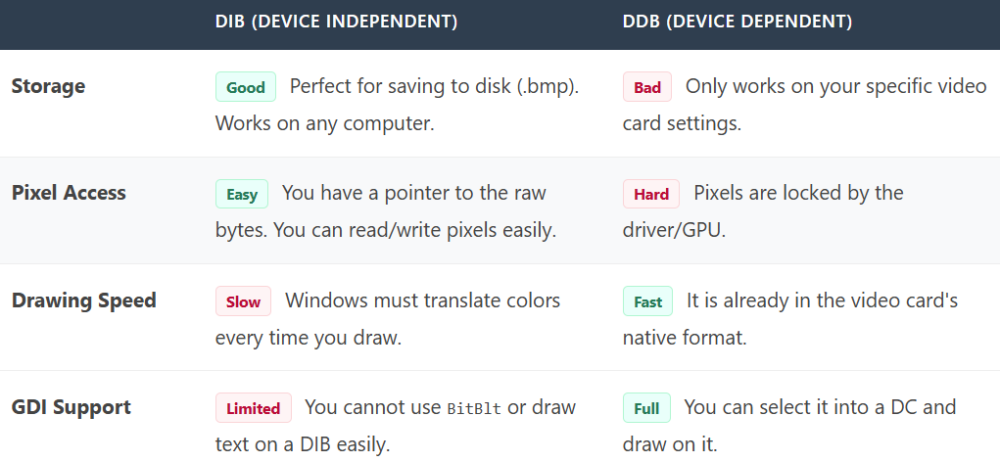 DIB (DEVICE INDEPENDENT) DDB (DEVICE DEPENDENT)
Storage Good Perfect for saving to disk (.bmp). Bad Only works on your specific video
Works on any computer. card settings.
Pixel Access Easy You have a pointer to the raw Hard Pixels are locked by the
bytes. You can read/write pixels easily. driver/GPU.
Drawing Speed Slow Windows must translate colors Fast It is already in the video card's
every time you draw. native format.
GDI Support Limited You cannot use BitBlt or draw Full You can select it into a DC and
text on a DIB easily. draw on it.